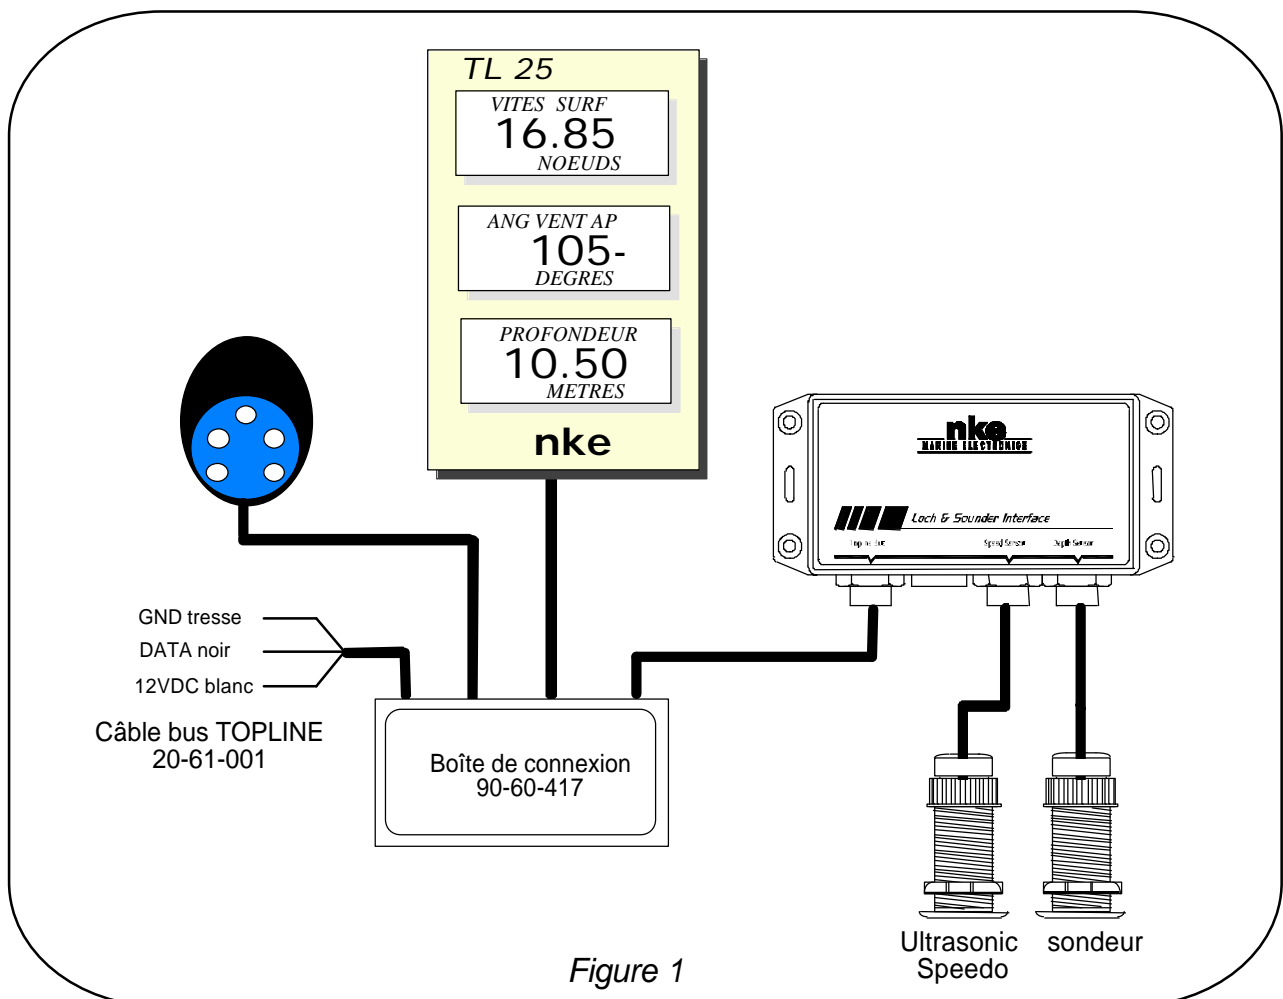 TL 25
VITES SURF
16.85
NOEUDS
ANG VENT AP
105-
DEGRES
PROFONDEUR
10.50
METRES
nke
nke
MARINE ELECTRONICS
Loch & Sounder Interface
Speed Sensor
Depth Sensor
GND tresse
DATA noir
12VDC blanc
Câble bus TOPLINE
20-61-001
Boîte de connexion
90-60-417
Ultrasonic
Speedo
sondeur
Figure 1